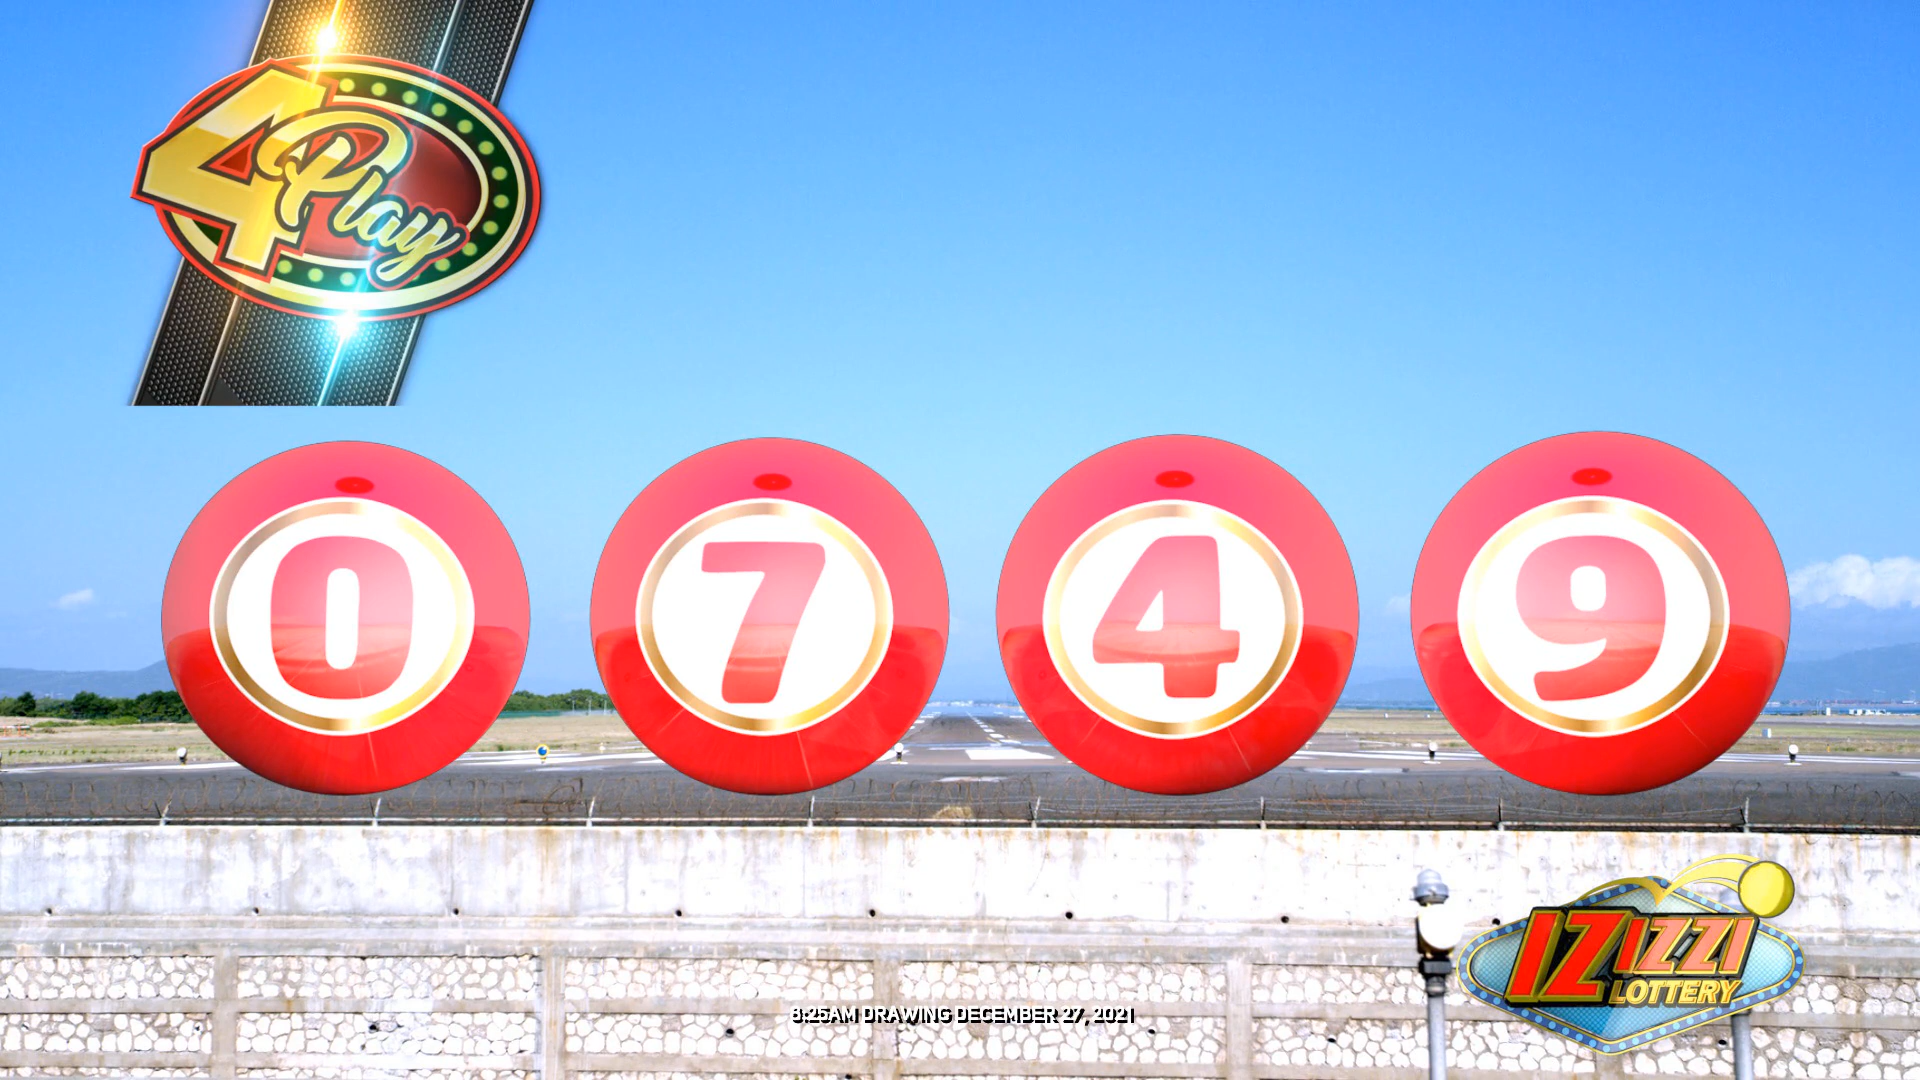 4Play
0 7 4 9
IZIZZI
LOTTERY
8:25AM DRAWING DECEMBER 27, 2021